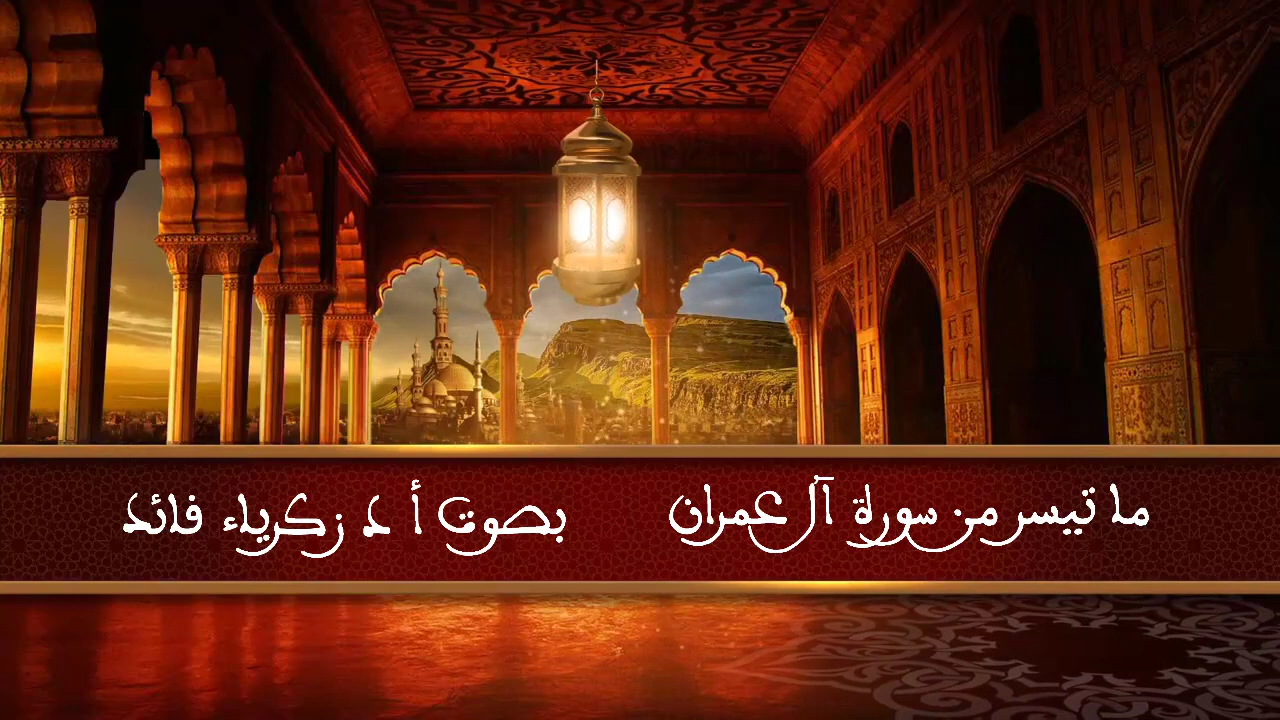 ما تيسر من سورة آل عمران بصوت أ د زكرياء فائد